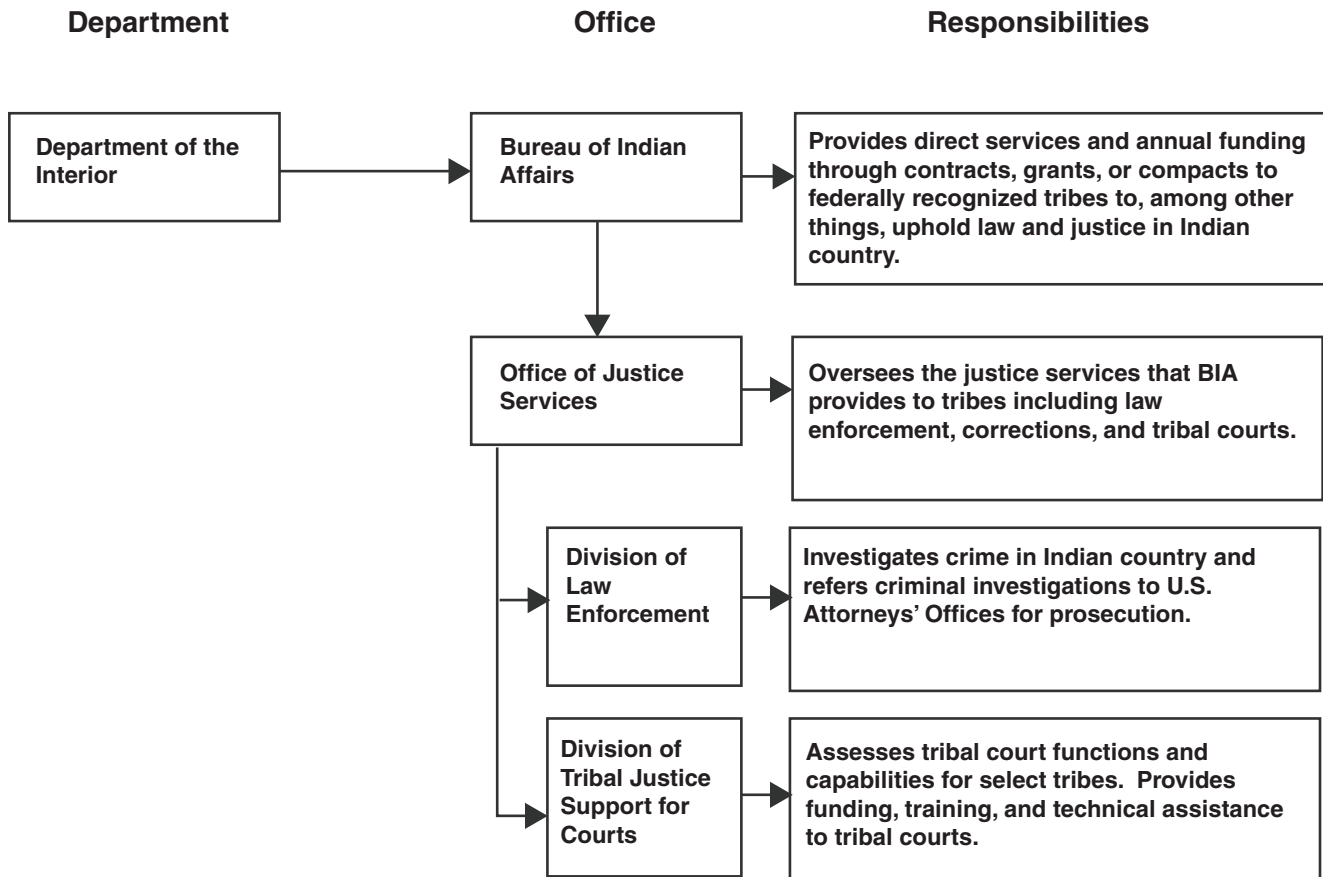 Department Office Responsibilities
Department of the
Interior
Bureau of Indian
Affairs
Provides direct services and annual funding
through contracts, grants, or compacts to
federally recognized tribes to, among other
things, uphold law and justice in Indian
country.
Office of Justice
Services
Oversees the justice services that BIA
provides to tribes including law
enforcement, corrections, and tribal courts.
Division of
Law
Enforcement
Investigates crime in Indian country and
refers criminal investigations to U.S.
Attorneys’ Offices for prosecution.
Division of
Tribal Justice
Support for
Courts
Assesses tribal court functions and
capabilities for select tribes.  Provides
funding, training, and technical assistance
to tribal courts.